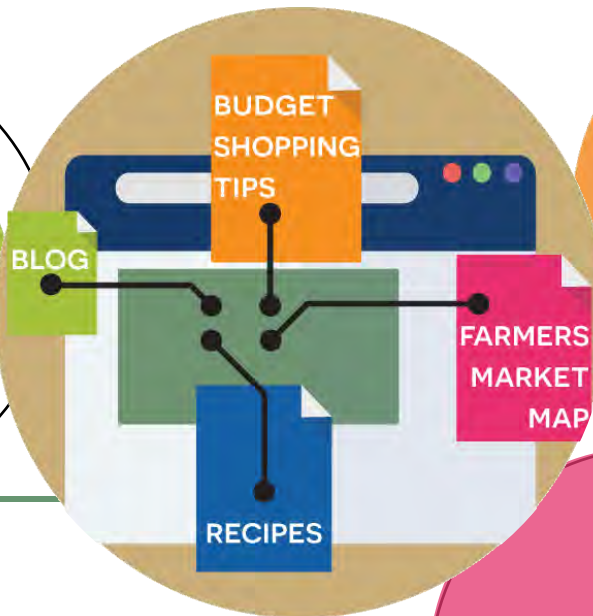 BUDGET
SHOPPING
TIPS
BLOG
FARMERS
MARKET
MAP
RECIPES